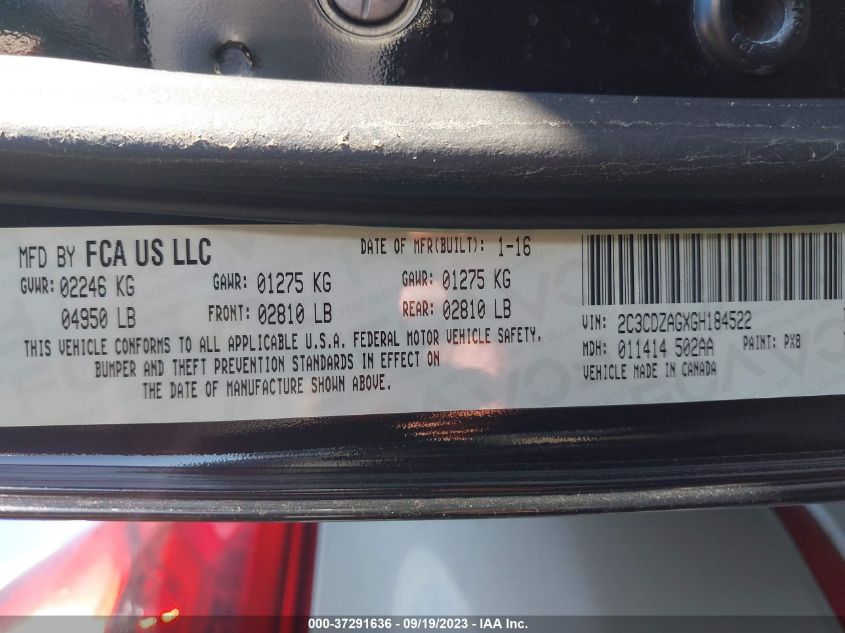 MFD BY FCA US LLC DATE OF MFR(BUILT): 1-16
GVWR: 02246 KG GAWR: 01275 KG GAWR: 01275 KG
04950 LB FRONT: 02810 LB REAR: 02810 LB
THIS VEHICLE CONFORMS TO ALL APPLICABLE U.S.A. FEDERAL MOTOR VEHICLE SAFETY,
BUMPER AND THEFT PREVENTION STANDARDS IN EFFECT ON
THE DATE OF MANUFACTURE SHOWN ABOVE.
VIN: 2C3CDZAGXGH184522
MDH: 011414 502AA PAINT: PX8
VEHICLE MADE IN CANADA
000-37291636 - 09/19/2023 - IAA Inc.